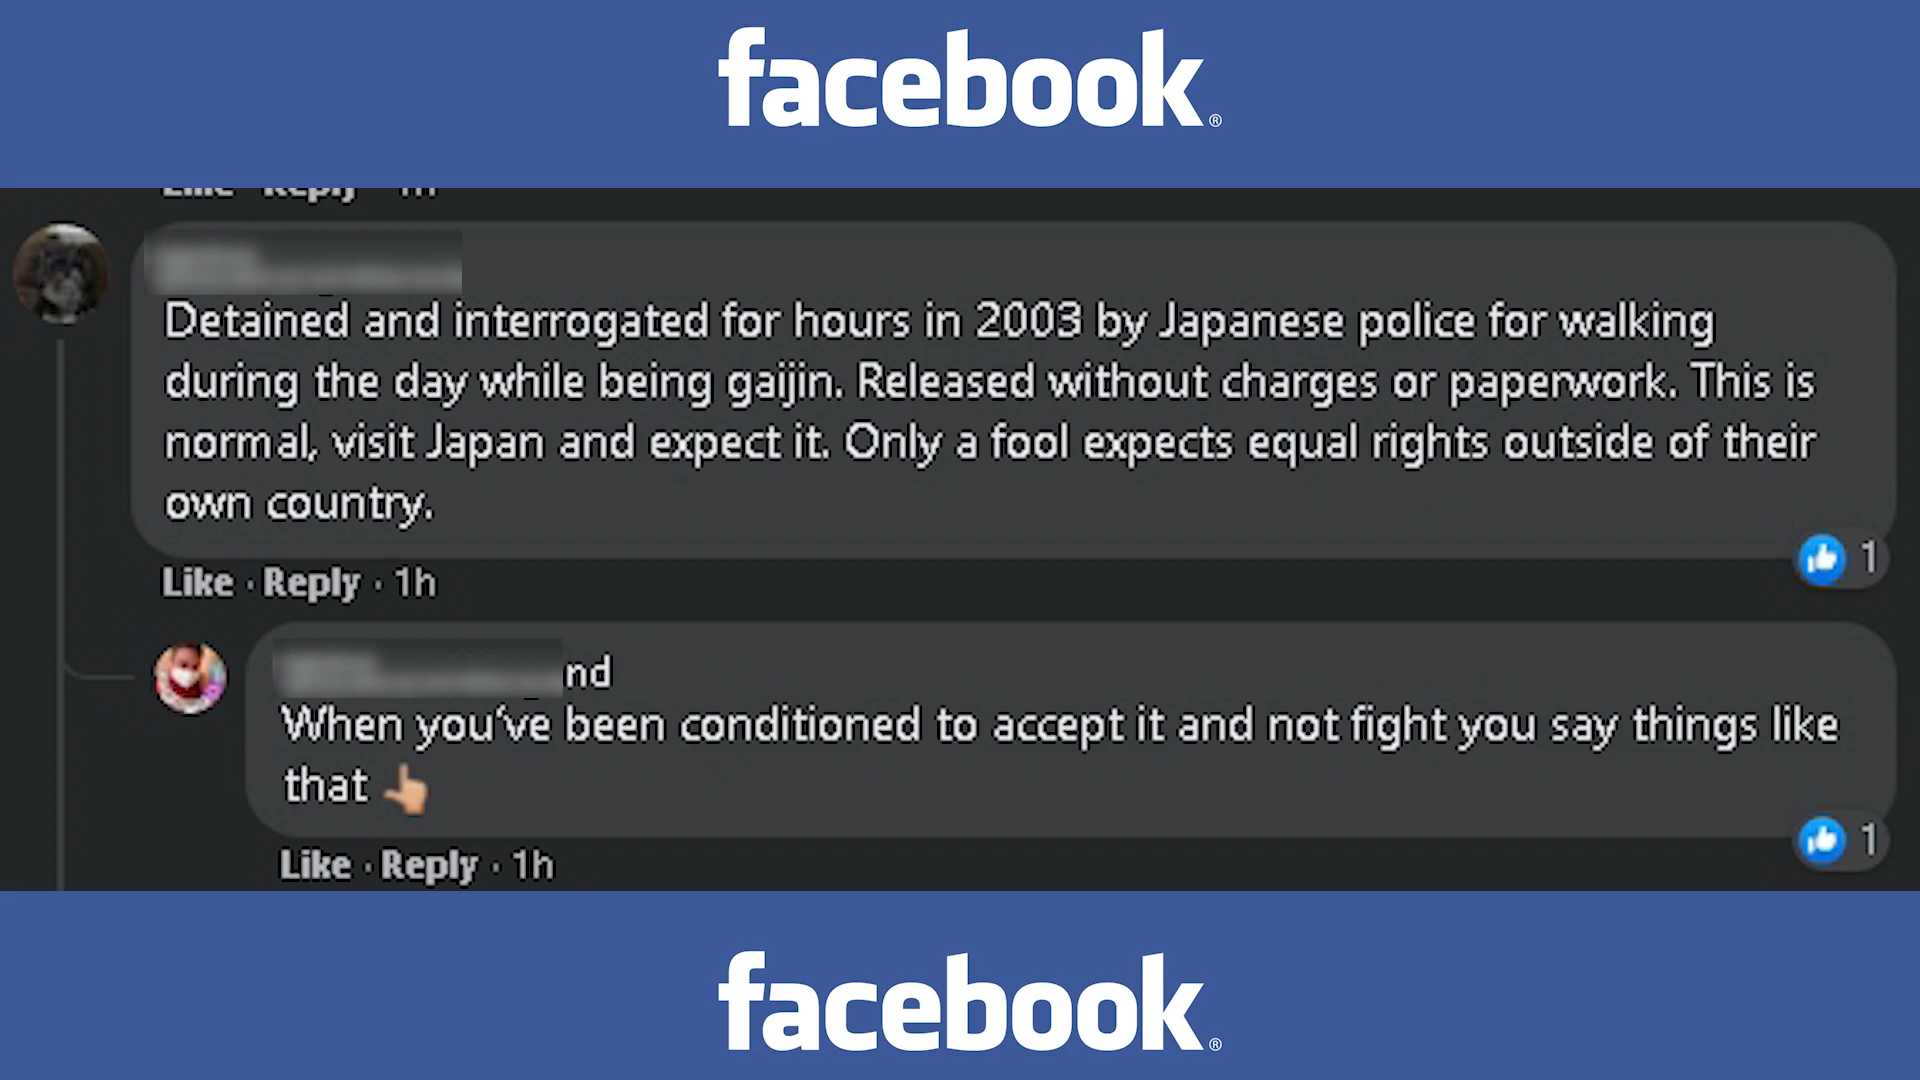 facebook®
Like · Reply · 1h
Detained and interrogated for hours in 2003 by Japanese police for walking
during the day while being gaijin. Released without charges or paperwork. This is
normal, visit Japan and expect it. Only a fool expects equal rights outside of their
own country.
1
Like · Reply · 1h
nd
When you've been conditioned to accept it and not fight you say things like
that 👆🏼
1
Like · Reply · 1h
facebook®